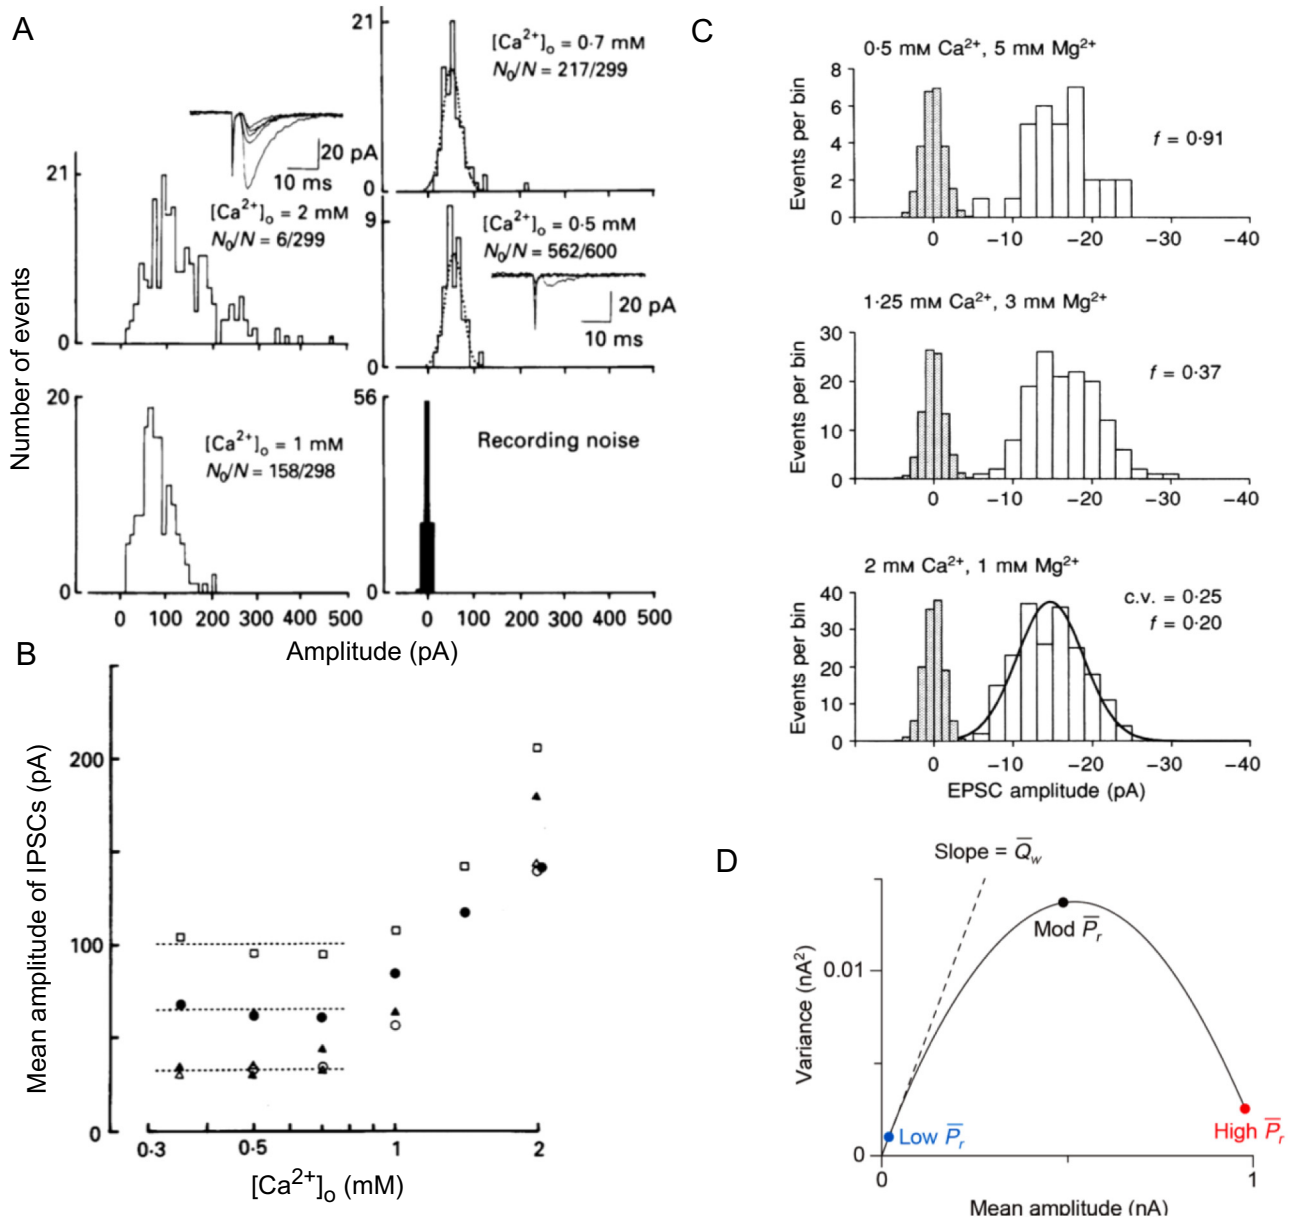 A
21
[Ca²⁺]ₒ = 0·7 mM
N₀/N = 217/299
0
20 pA
10 ms
21
[Ca²⁺]ₒ = 2 mM
N₀/N = 6/299
0
9
[Ca²⁺]ₒ = 0·5 mM
N₀/N = 562/600
20 pA
10 ms
0
20
[Ca²⁺]ₒ = 1 mM
N₀/N = 158/298
10
0
56
Recording noise
0
0 100 200 300 400 500
0 100 200 300 400 500
Number of events
Amplitude (pA)
B
Mean amplitude of IPSCs (pA)
200
100
0
0·3 0·5 1 2
[Ca²⁺]ₒ (mM)
C
0·5 mM Ca²⁺, 5 mM Mg²⁺
Events per bin
8
6
4
2
0
f = 0·91
0 −10 −20 −30 −40
1·25 mM Ca²⁺, 3 mM Mg²⁺
Events per bin
30
20
10
0
f = 0·37
0 −10 −20 −30 −40
2 mM Ca²⁺, 1 mM Mg²⁺
Events per bin
40
30
20
10
0
c.v. = 0·25
f = 0·20
0 −10 −20 −30 −40
EPSC amplitude (pA)
D
Slope = Q̅w
Variance (nA²)
0.01
0
Mod P̅r
Low P̅r
High P̅r
0 1
Mean amplitude (nA)